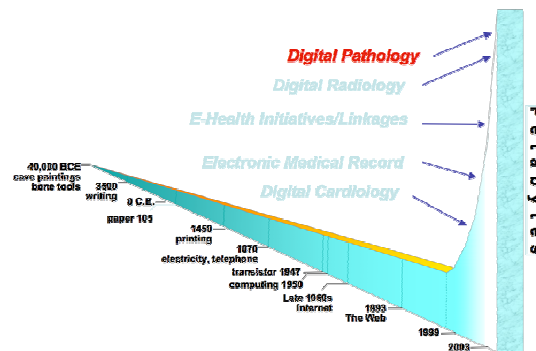 Digital Pathology
Digital Radiology
E-Health Initiatives/Linkages
Electronic Medical Record
Digital Cardiology
40,000 BCE
cave paintings
bone tools
3500
writing
0 C.E.
paper 105
1450
printing
1870
electricity, telephone
transistor 1947
computing 1950
Late 1960s
Internet
1993
The Web
1999
2003